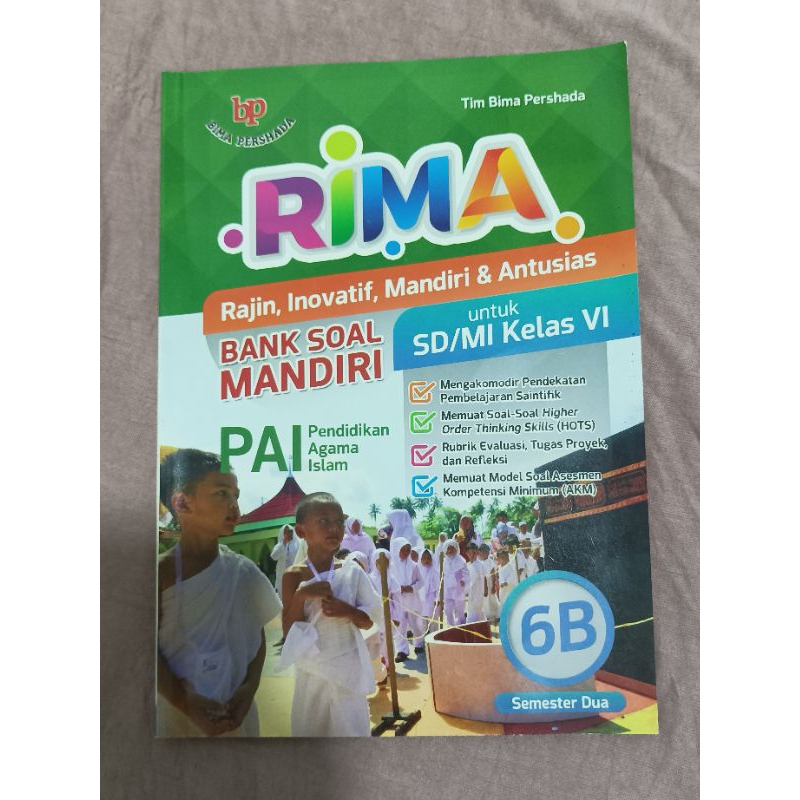 bp
BIMA PERSHADA
Tim Bima Pershada
RIMA
Rajin, Inovatif, Mandiri & Antusias
BANK SOAL
MANDIRI
untuk
SD/MI Kelas VI
PAI
Pendidikan
Agama
Islam
Mengakomodir Pendekatan
Pembelajaran Saintifik
Memuat Soal-Soal Higher
Order Thinking Skills (HOTS)
Rubrik Evaluasi, Tugas Proyek,
dan Refleksi
Memuat Model Soal Asesmen
Kompetensi Minimum (AKM)
6B
Semester Dua